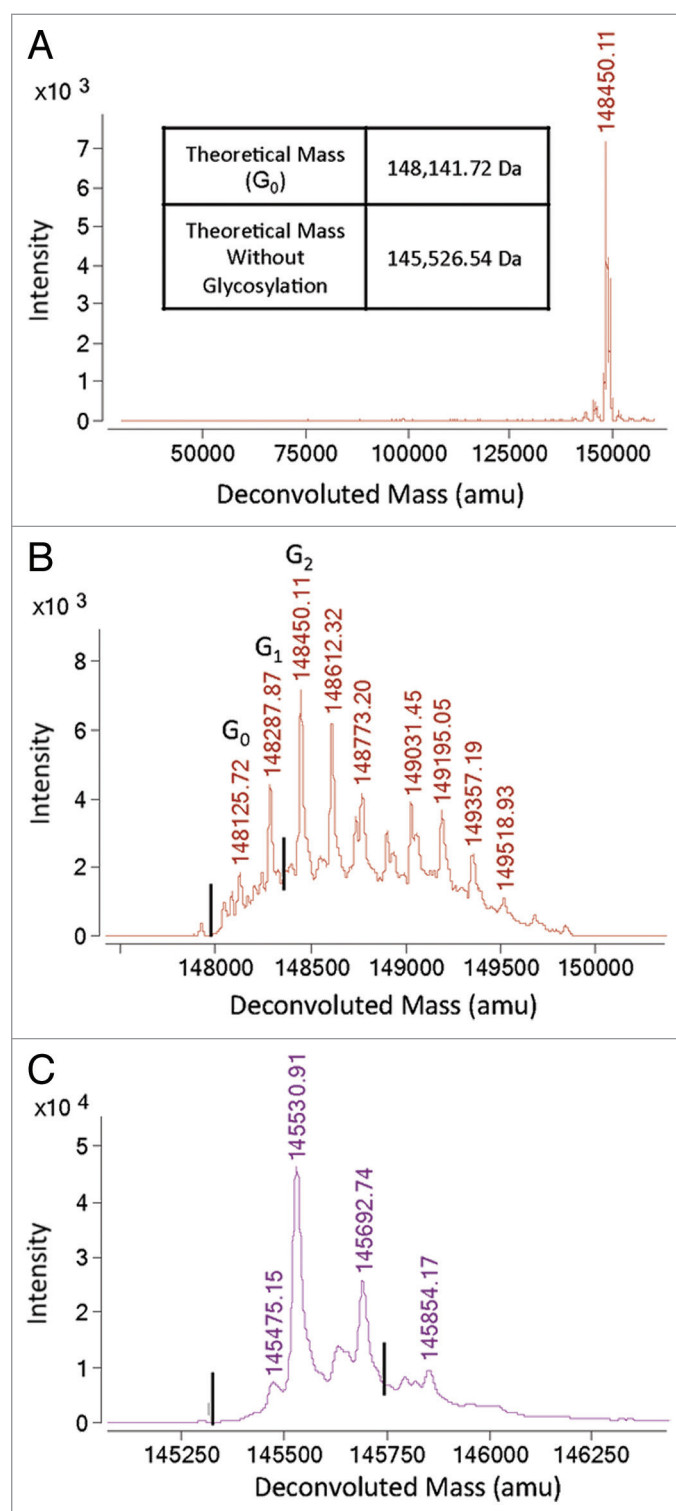 A
x10 3
148450.11
7
6
5
4
3
2
1
0
Intensity
Theoretical Mass
(G0)
148,141.72 Da
Theoretical Mass
Without
Glycosylation
145,526.54 Da
50000 75000 100000 125000 150000
Deconvoluted Mass (amu)
B
x10 3
G0
G1
G2
148125.72
148287.87
148450.11
148612.32
148773.20
149031.45
149195.05
149357.19
149518.93
8
6
4
2
0
Intensity
148000 148500 149000 149500 150000
Deconvoluted Mass (amu)
C
x10 4
145475.15
145530.91
145692.74
145854.17
5
4
3
2
1
0
Intensity
145250 145500 145750 146000 146250
Deconvoluted Mass (amu)